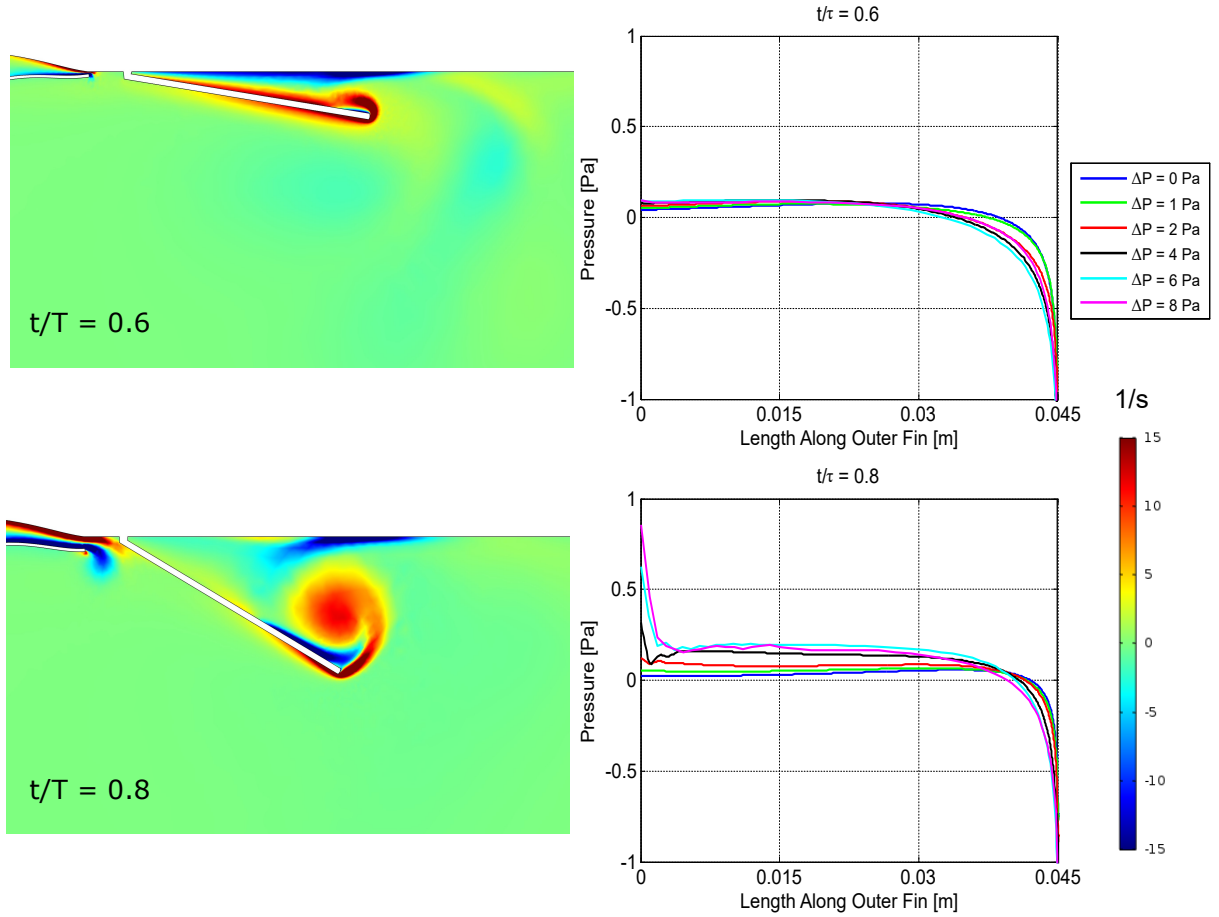 t/τ = 0.6
1
0.5
0
-0.5
-1
Pressure [Pa]
0
0.015
0.03
0.045
Length Along Outer Fin [m]
ΔP = 0 Pa
ΔP = 1 Pa
ΔP = 2 Pa
ΔP = 4 Pa
ΔP = 6 Pa
ΔP = 8 Pa
t/T = 0.6
1/s
15
10
5
0
-5
-10
-15
t/τ = 0.8
1
0.5
0
-0.5
-1
Pressure [Pa]
0
0.015
0.03
0.045
Length Along Outer Fin [m]
t/T = 0.8